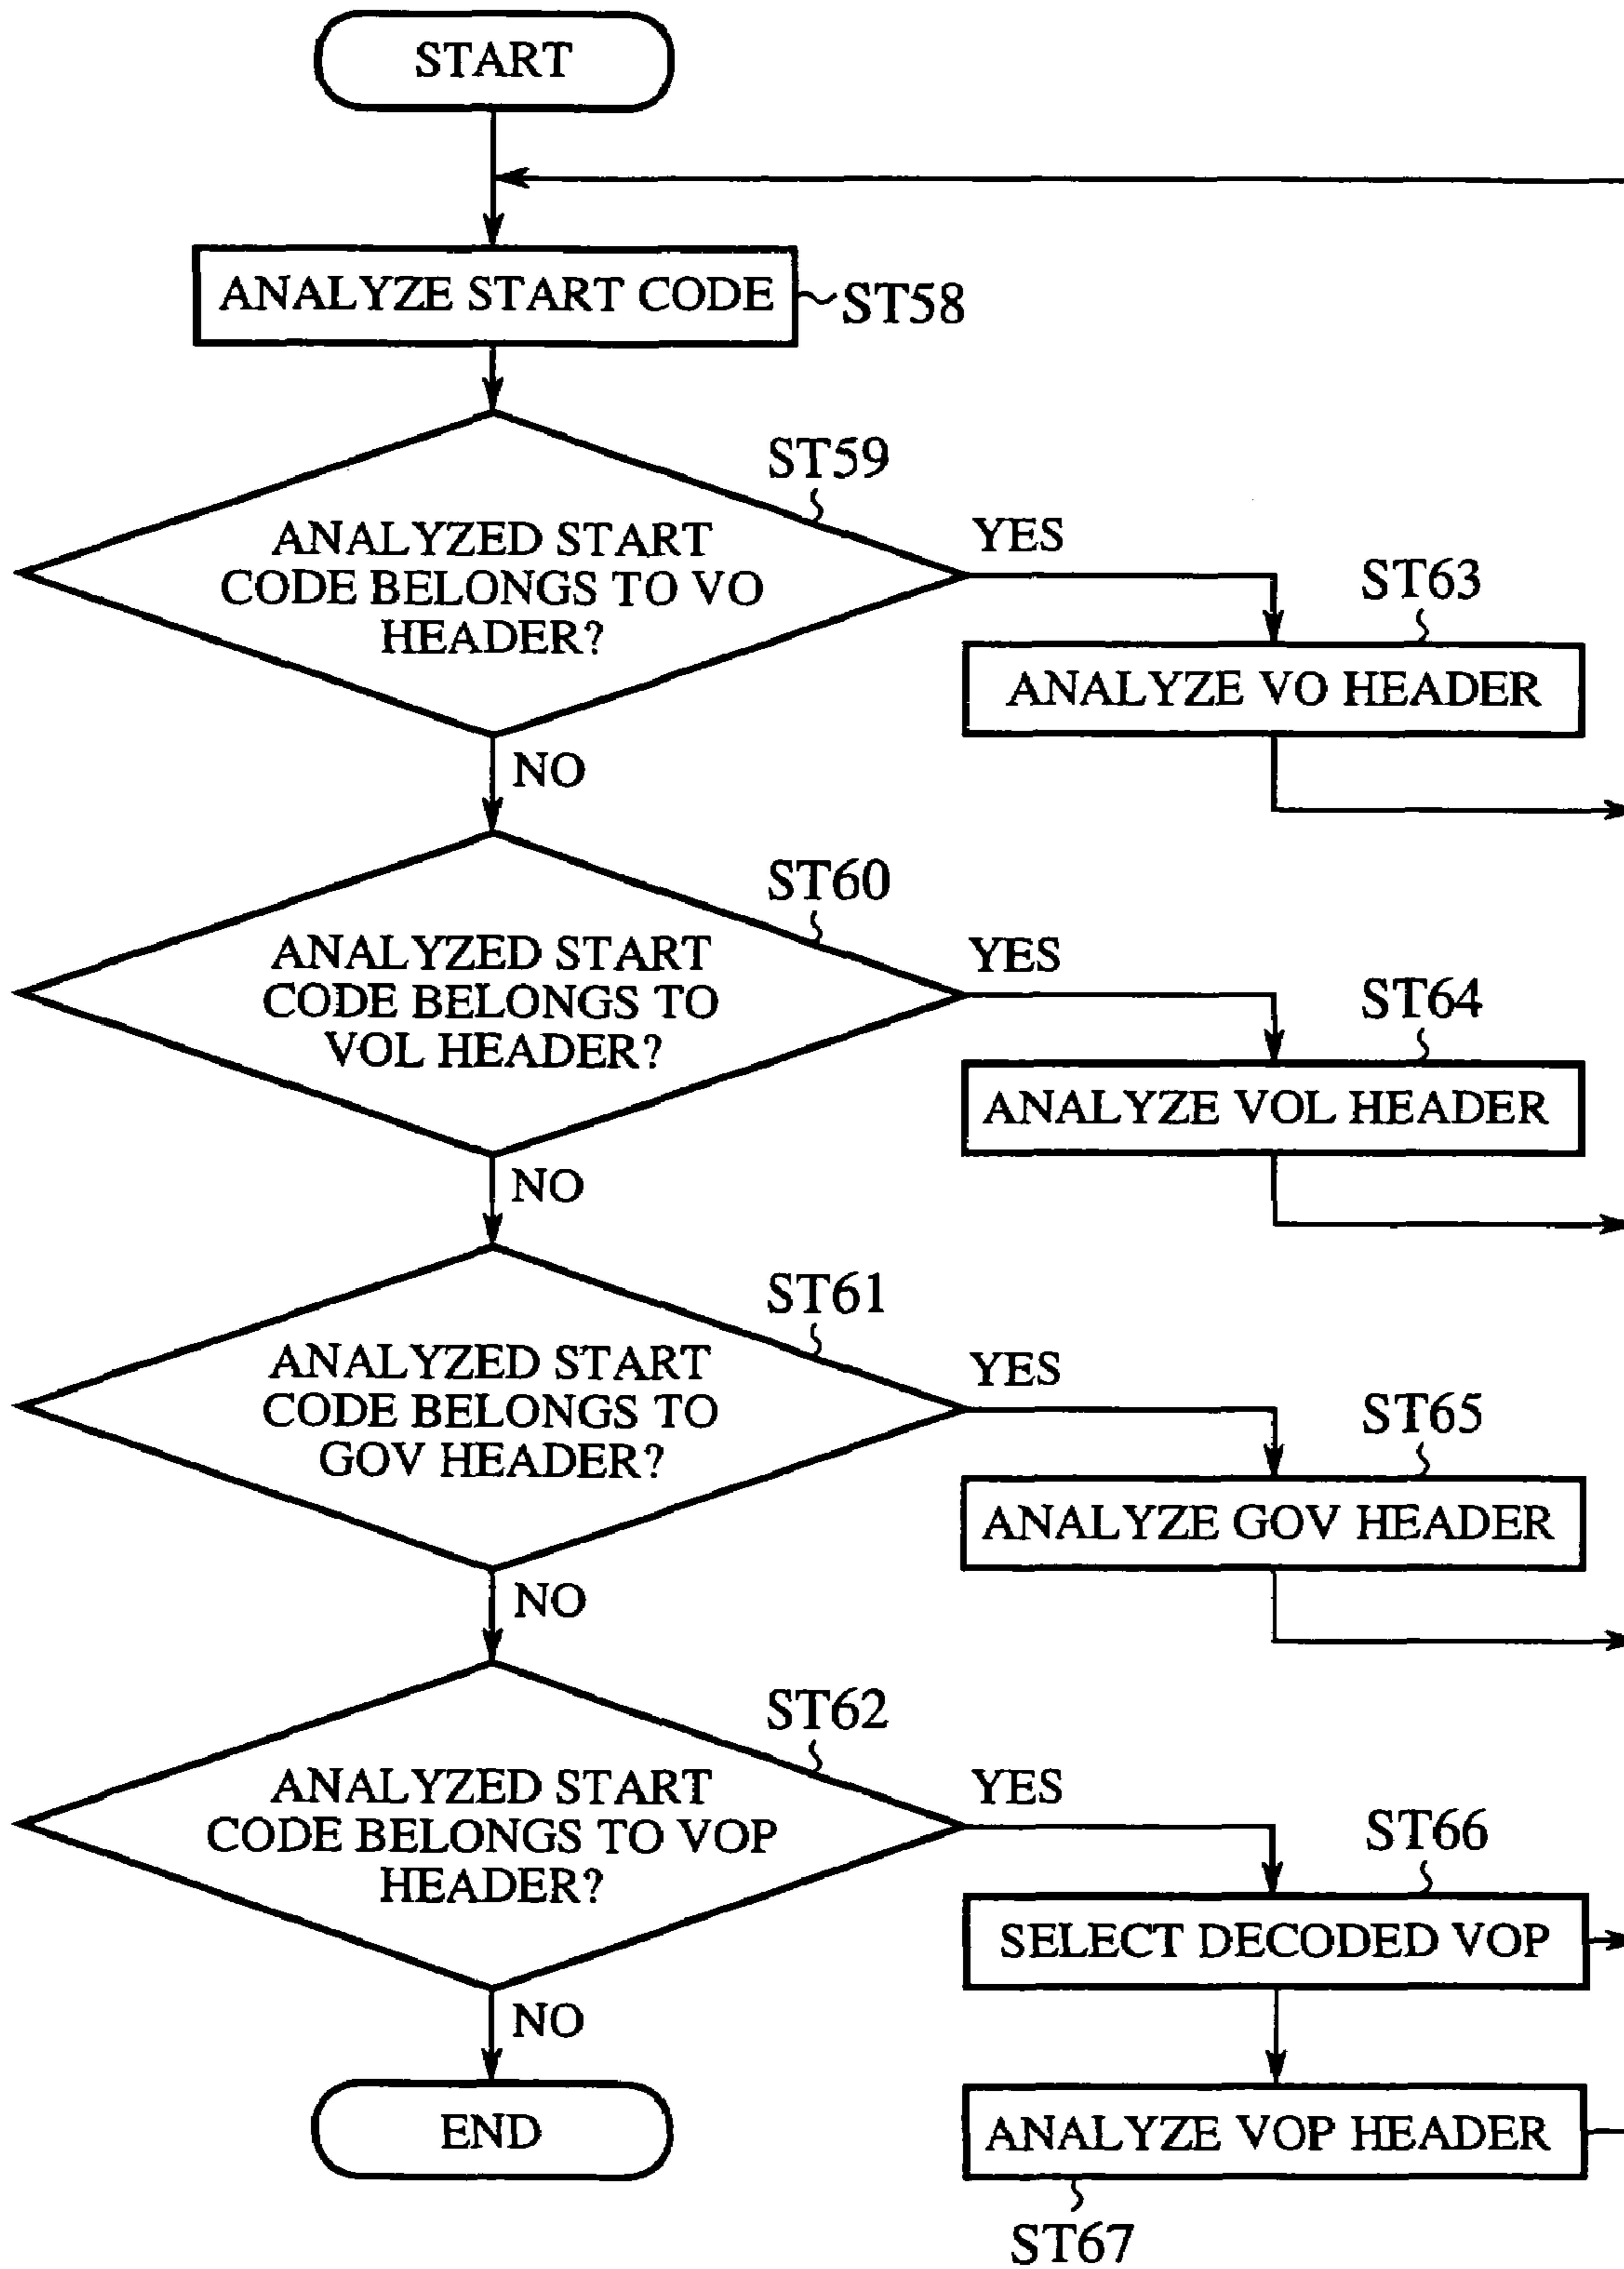 START
ANALYZE START CODE
ST58
ST59
ANALYZED START
CODE BELONGS TO VO
HEADER?
YES
ST63
ANALYZE VO HEADER
NO
ST60
ANALYZED START
CODE BELONGS TO
VOL HEADER?
YES
ST64
ANALYZE VOL HEADER
NO
ST61
ANALYZED START
CODE BELONGS TO
GOV HEADER?
YES
ST65
ANALYZE GOV HEADER
NO
ST62
ANALYZED START
CODE BELONGS TO VOP
HEADER?
YES
ST66
SELECT DECODED VOP
NO
END
ANALYZE VOP HEADER
ST67